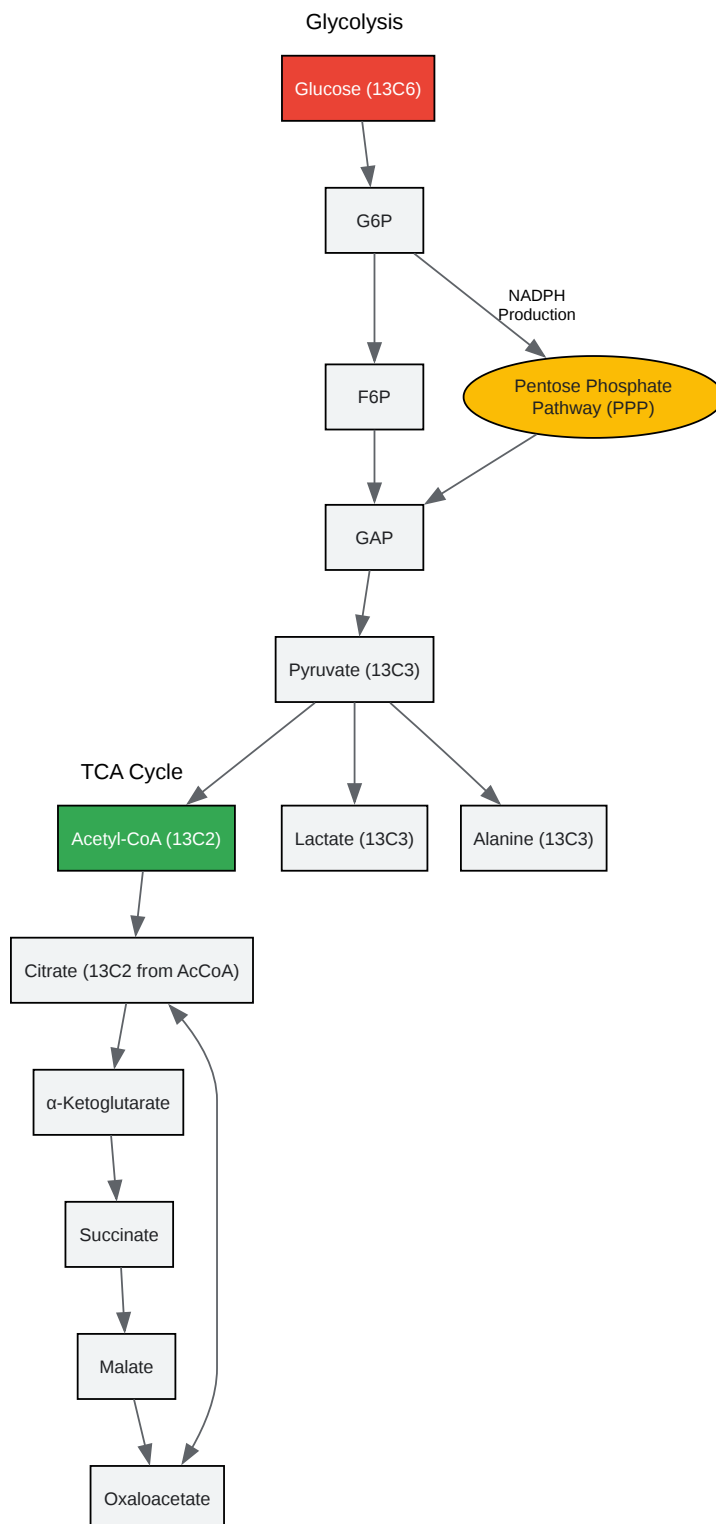 Glycolysis
Glucose (13C6)
G6P
NADPH
Production
F6P
Pentose Phosphate
Pathway (PPP)
GAP
Pyruvate (13C3)
TCA Cycle
Acetyl-CoA (13C2)
Lactate (13C3)
Alanine (13C3)
Citrate (13C2 from AcCoA)
α-Ketoglutarate
Succinate
Malate
Oxaloacetate